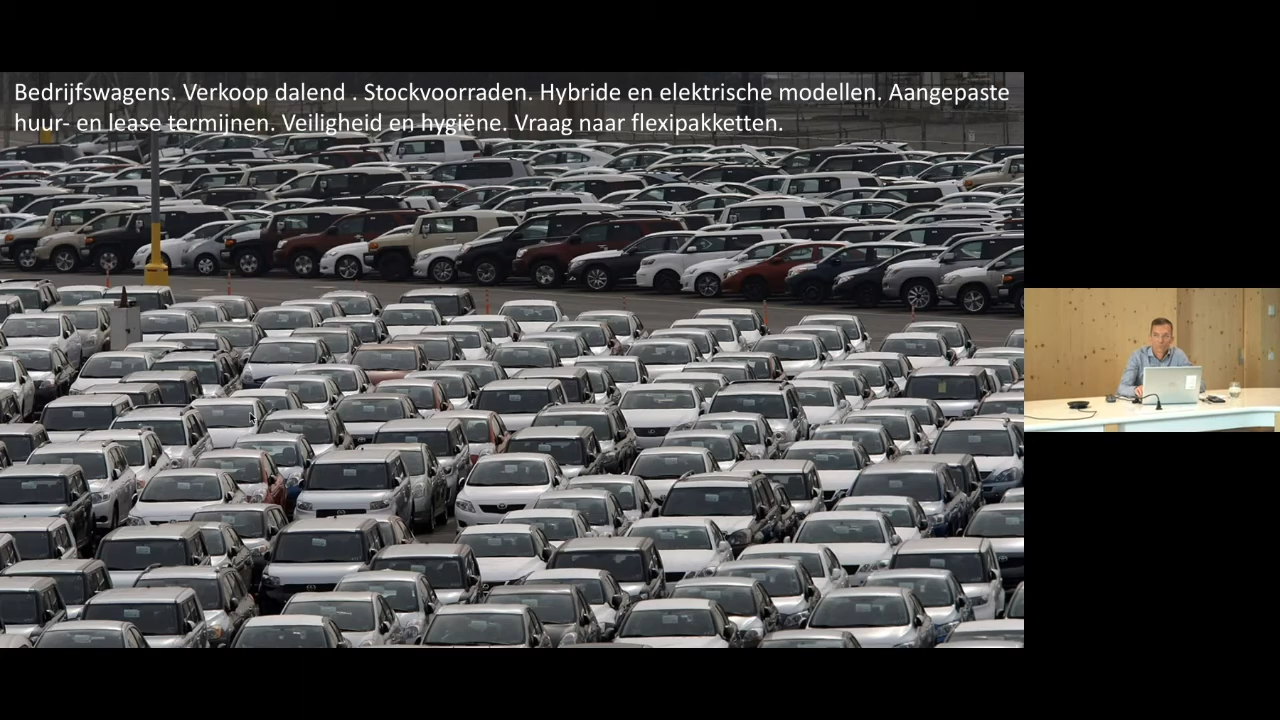 Bedrijfswagens. Verkoop dalend . Stockvoorraden. Hybride en elektrische modellen. Aangepaste
huur- en lease termijnen. Veiligheid en hygiëne. Vraag naar flexipakketten.